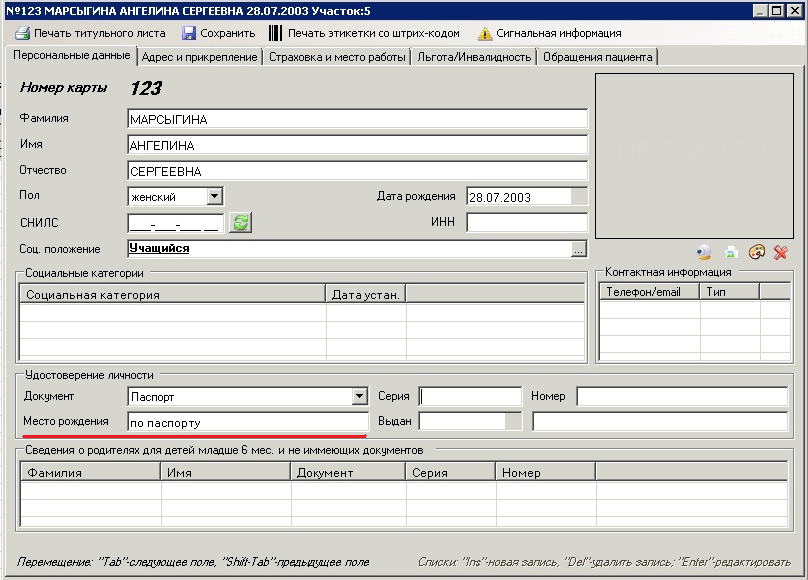 №123 МАРСЫГИНА АНГЕЛИНА СЕРГЕЕВНА 28.07.2003 Участок:5
Печать титульного листа Сохранить Печать этикетки со штрих-кодом Сигнальная информация
Персональные данные Адрес и прикрепление Страховка и место работы Льгота/Инвалидность Обращения пациента
Номер карты 123
Фамилия МАРСЫГИНА
Имя АНГЕЛИНА
Отчество СЕРГЕЕВНА
Пол женский Дата рождения 28.07.2003
СНИЛС ___-___-___ __ ИНН
Соц. положение Учащийся ...
Социальные категории Контактная информация
Социальная категория Дата устан. Телефон/email Тип
Удостоверение личности
Документ Паспорт Серия Номер
Место рождения по паспорту Выдан
Сведения о родителях для детей младше 6 мес. и не иммеющих документов
Фамилия Имя Документ Серия Номер
Перемещение: "Tab"-следующее поле, "Shift-Tab"-предыдущее поле Списки: "Ins"-новая запись, "Del"-удалить запись; "Enter"-редактировать